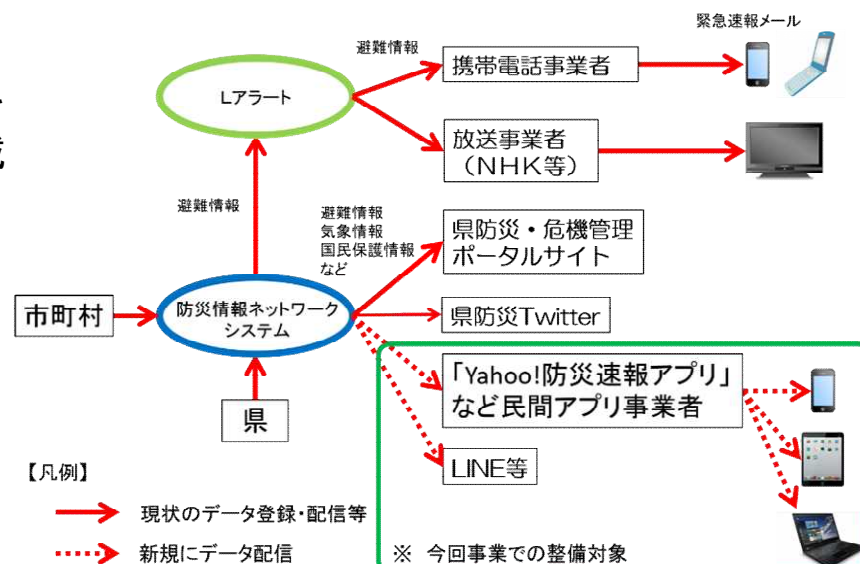 緊急速報メール
避難情報
携帯電話事業者
Lアラート
放送事業者
（NHK等）
避難情報
避難情報
気象情報
国民保護情報
など
県防災・危機管理
ポータルサイト
市町村
防災情報ネットワーク
システム
県防災Twitter
「Yahoo!防災速報アプリ」
など民間アプリ事業者
県
LINE等
【凡例】
現状のデータ登録・配信等
新規にデータ配信
※ 今回事業での整備対象